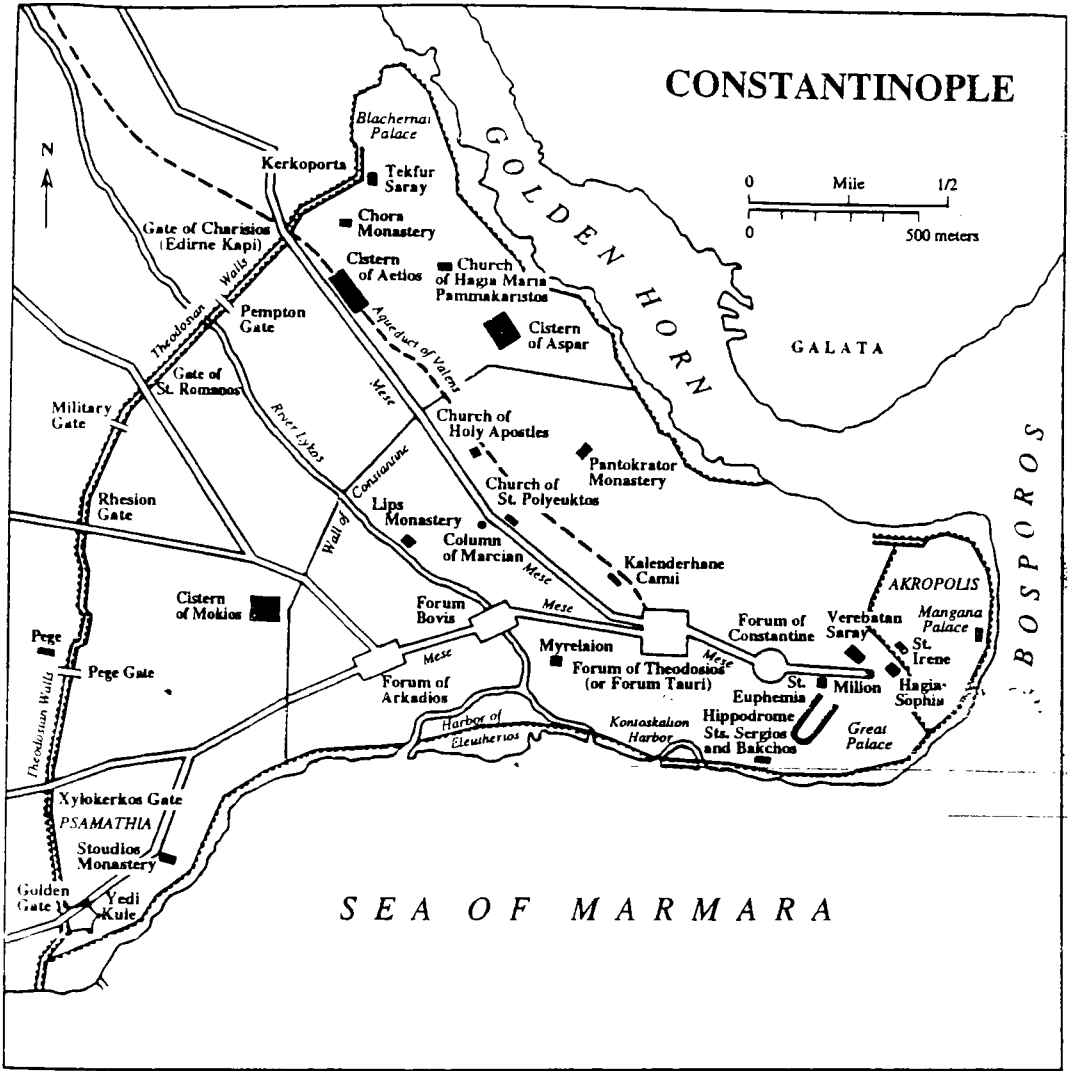 CONSTANTINOPLE
N
0 Mile 1/2
0 500 meters
Blachernai
Palace
GOLDEN HORN
Kerkoporta
Tekfur
Saray
Chora
Monastery
Gate of Charisios
(Edirne Kapi)
Cistern
of Aetios
Church
of Hagia Maria
Pammakaristos
Theodosian Walls
Pempton
Gate
Aqueduct of Valens
Cistern
of Aspar
GALATA
Gate of
St. Romanos
Mese
Military
Gate
River Lykos
Church of
Holy Apostles
Pantokrator
Monastery
BOSPOROS
Wall of Constantine
Church of
St. Polyeuktos
Rhesion
Gate
Lips
Monastery
Column
of Marcian
Mese
Kalenderhane
Camii
AKROPOLIS
Cistern
of Mokios
Forum
Bovis
Mese
Forum of
Constantine
Verebatan
Saray
Mangana
Palace
St.
Irene
Pege
Pege Gate
Mese
Myrelaion
Mese
Forum of Theodosios
(or Forum Tauri)
Forum of
Arkadios
St.
Euphemia
Milion
Hagia
Sophia
Theodosian Walls
Harbor of
Eleutherios
Kontoskalion
Harbor
Hippodrome
Sts. Sergios
and Bakchos
Great
Palace
Xylokerkos Gate
PSAMATHIA
Stoudios
Monastery
Golden
Gate
Yedi
Kule
SEA OF MARMARA